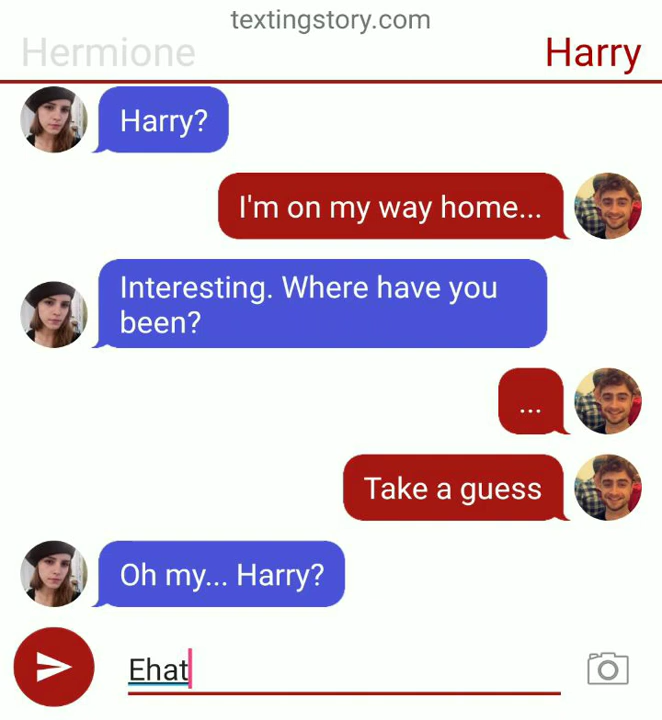 textingstory.com
Hermione
Harry
Harry?
I'm on my way home...
Interesting. Where have you
been?
...
Take a guess
Oh my... Harry?
Ehat